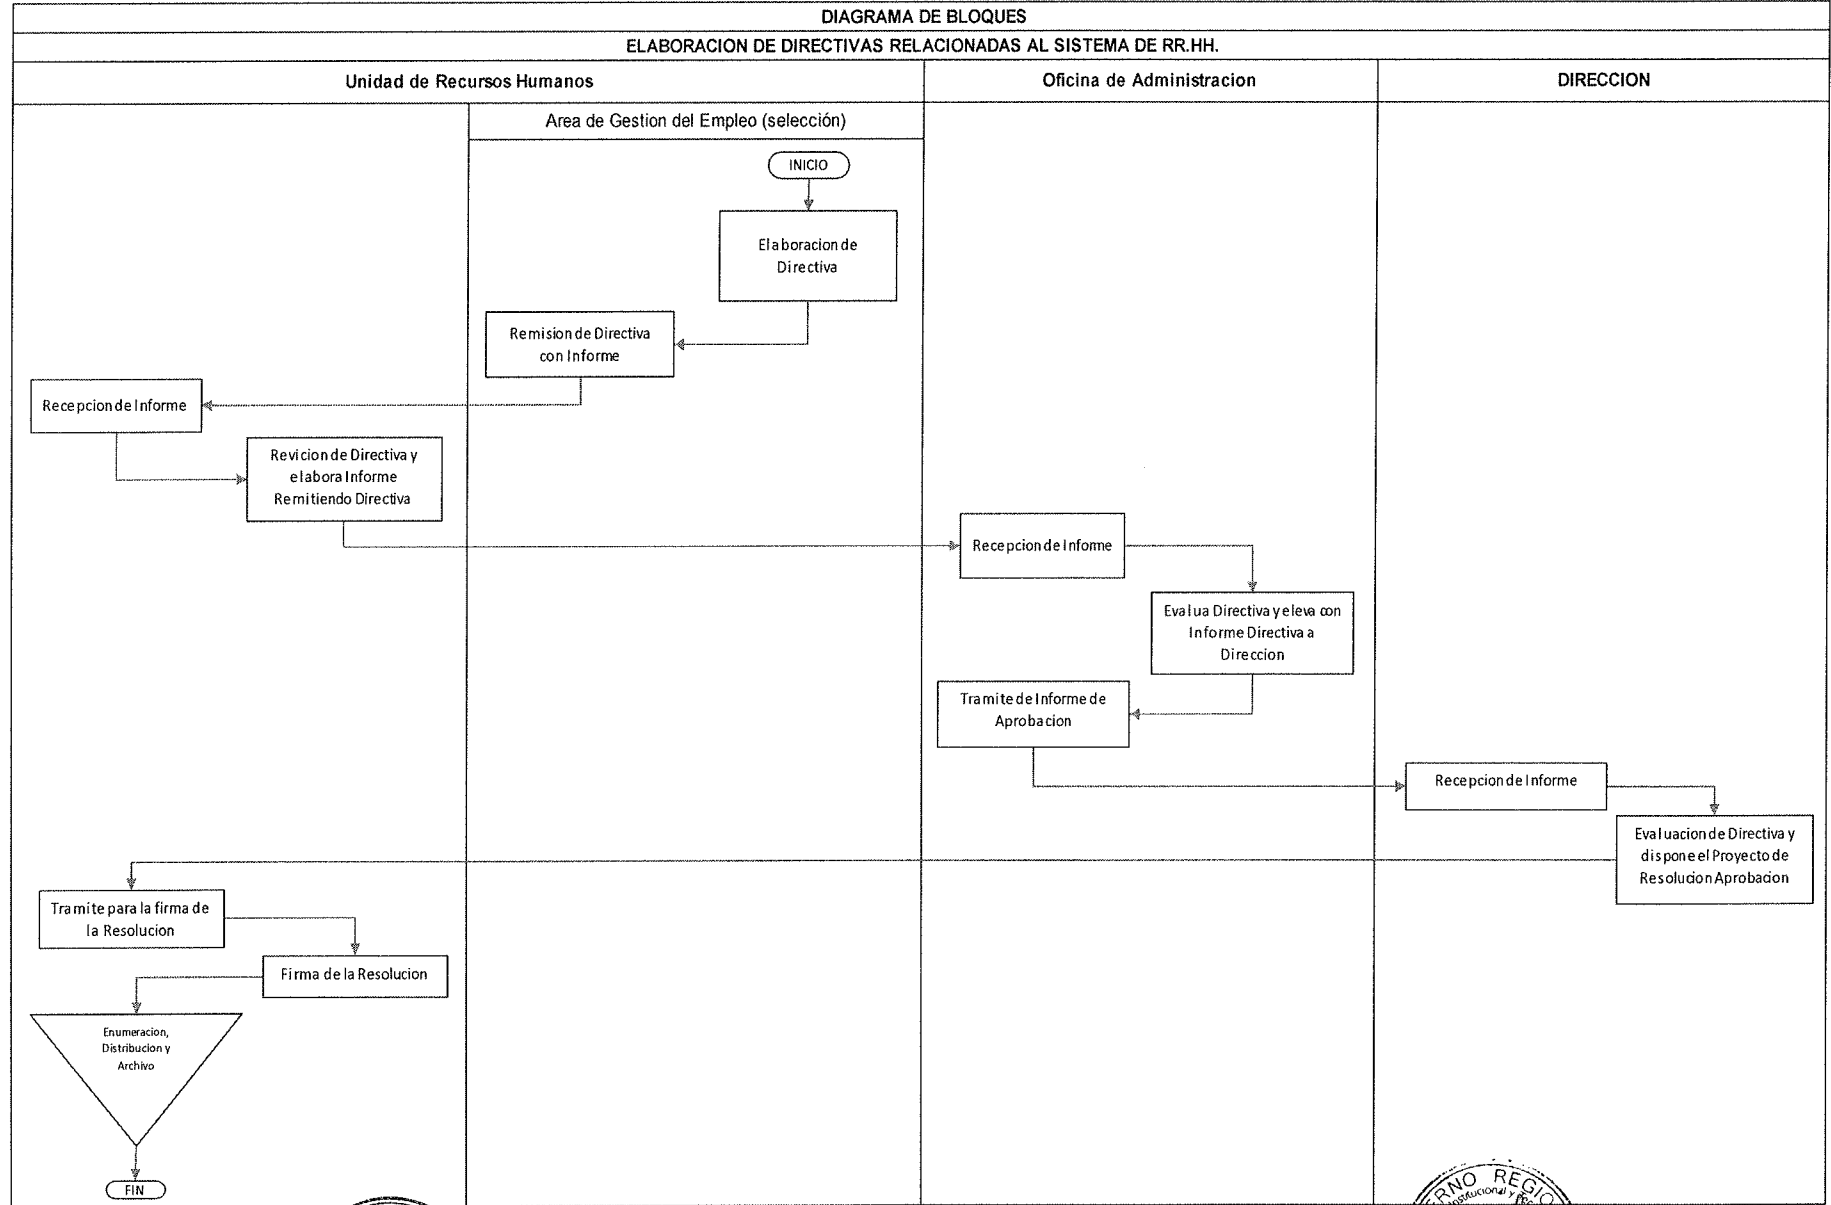 DIAGRAMA DE BLOQUES
ELABORACION DE DIRECTIVAS RELACIONADAS AL SISTEMA DE RR.HH.
Unidad de Recursos Humanos
Oficina de Administracion
DIRECCION
Area de Gestion del Empleo (selección)
INICIO
Elaboracion de
Directiva
Remision de Directiva
con Informe
Recepcion de Informe
Revicion de Directiva y
elabora Informe
Remitiendo Directiva
Recepcion de Informe
Evalua Directiva y eleva con
Informe Directiva a
Direccion
Tramite de Informe de
Aprobacion
Recepcion de Informe
Evaluacion de Directiva y
dispone el Proyecto de
Resolucion Aprobacion
Tramite para la firma de
la Resolucion
Firma de la Resolucion
Enumeracion,
Distribucion y
Archivo
FIN